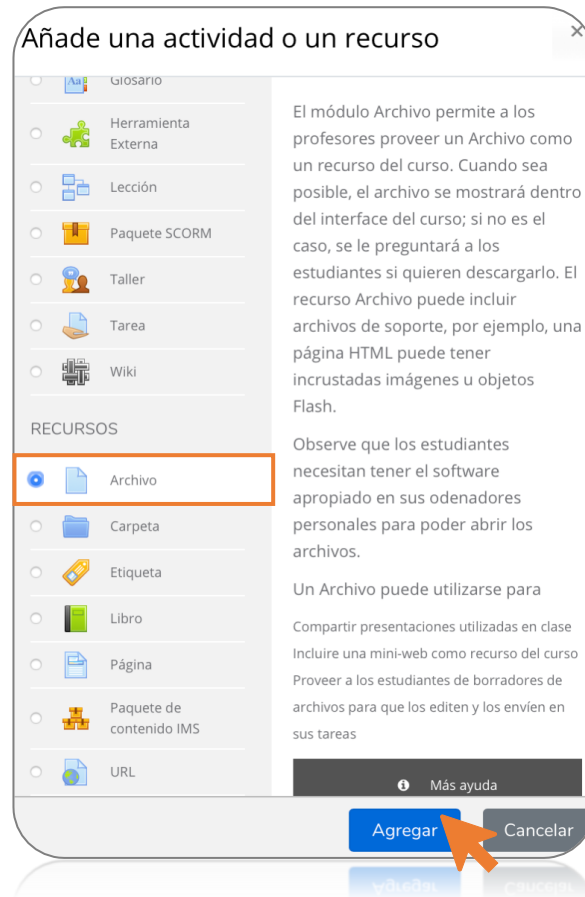 Añade una actividad o un recurso
×
Glosario
Herramienta
Externa
Lección
Paquete SCORM
Taller
Tarea
Wiki
RECURSOS
Archivo
Carpeta
Etiqueta
Libro
Página
Paquete de
contenido IMS
URL
El módulo Archivo permite a los
profesores proveer un Archivo como
un recurso del curso. Cuando sea
posible, el archivo se mostrará dentro
del interface del curso; si no es el
caso, se le preguntará a los
estudiantes si quieren descargarlo. El
recurso Archivo puede incluir
archivos de soporte, por ejemplo, una
página HTML puede tener
incrustadas imágenes u objetos
Flash.
Observe que los estudiantes
necesitan tener el software
apropiado en sus odenadores
personales para poder abrir los
archivos.
Un Archivo puede utilizarse para
Compartir presentaciones utilizadas en clase
Incluire una mini-web como recurso del curso
Proveer a los estudiantes de borradores de
archivos para que los editen y los envíen en
sus tareas
Más ayuda
Agregar
Cancelar